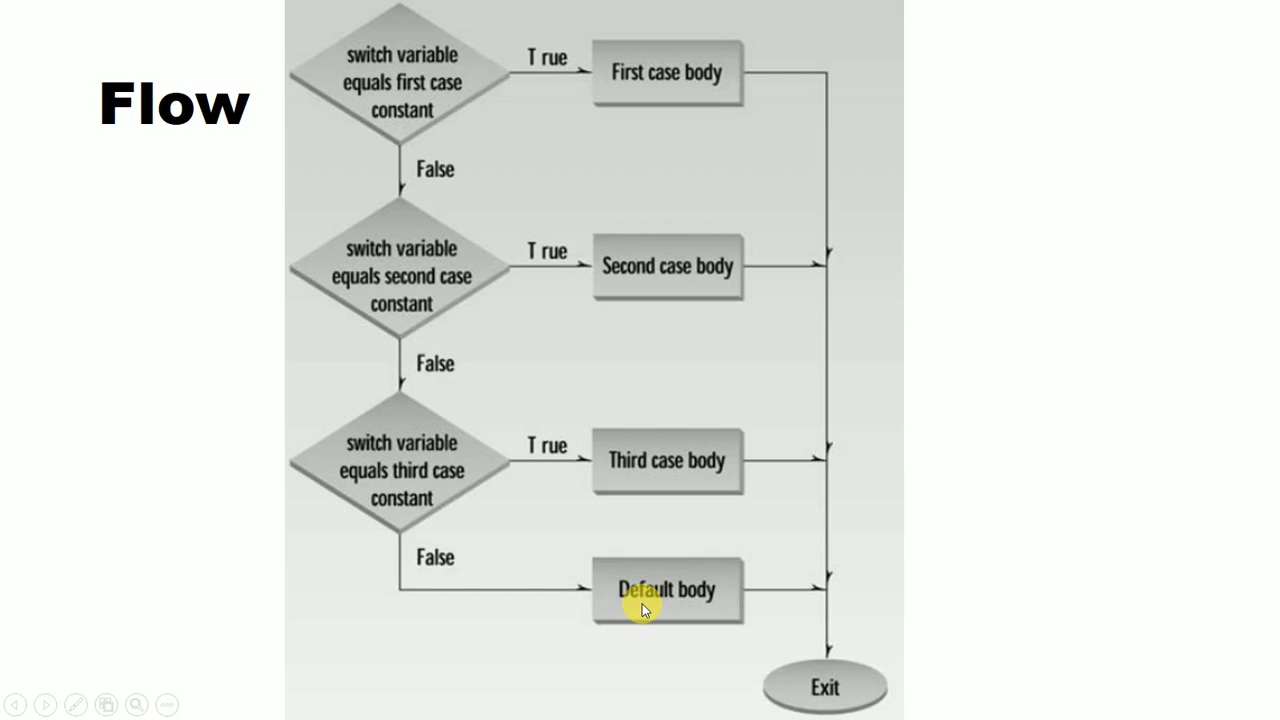 Flow
switch variable
equals first case
constant
T rue
First case body
False
switch variable
equals second case
constant
T rue
Second case body
False
switch variable
equals third case
constant
T rue
Third case body
False
Default body
Exit